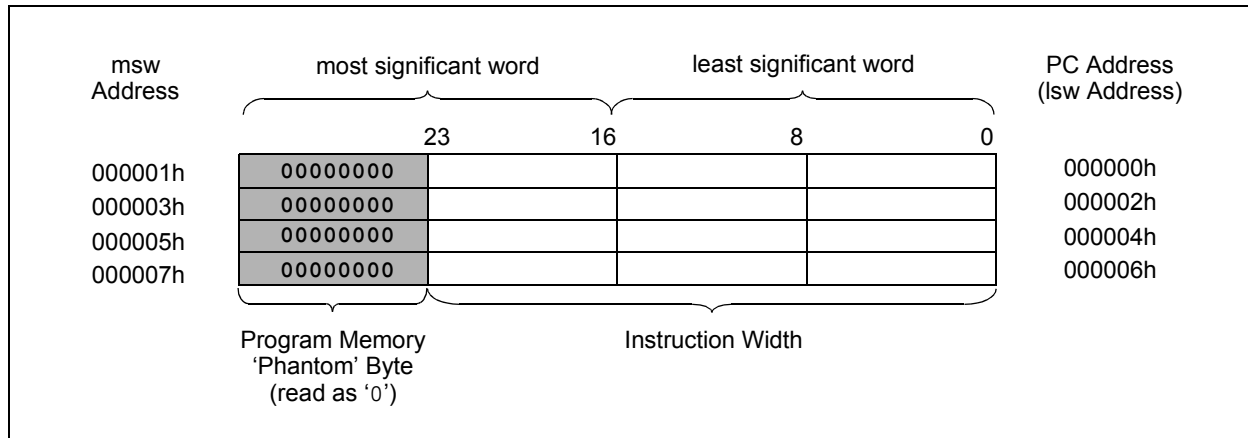 msw
Address
most significant word
least significant word
PC Address
(lsw Address)
23 16 8 0
000001h 00000000 000000h
000003h 00000000 000002h
000005h 00000000 000004h
000007h 00000000 000006h
Program Memory
‘Phantom’ Byte
(read as ‘0’)
Instruction Width